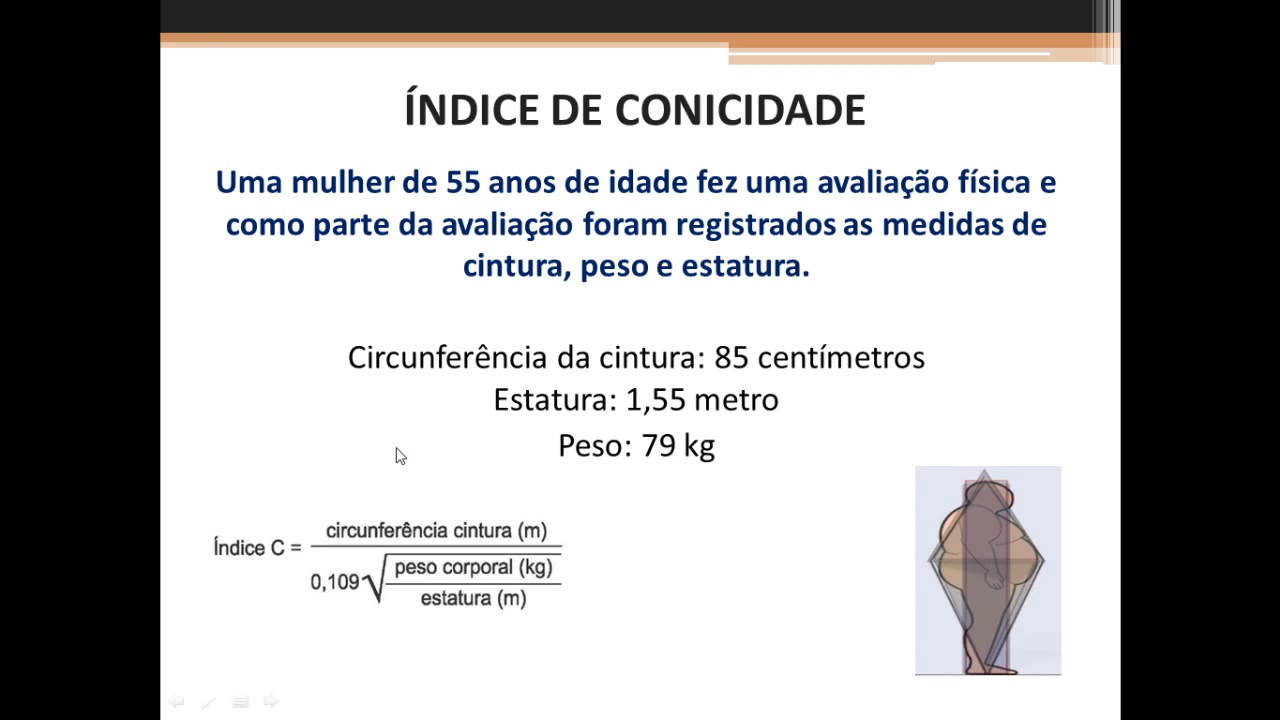 ÍNDICE DE CONICIDADE
Uma mulher de 55 anos de idade fez uma avaliação física e
como parte da avaliação foram registrados as medidas de
cintura, peso e estatura.
Circunferência da cintura: 85 centímetros
Estatura: 1,55 metro
Peso: 79 kg
circunferência cintura (m)
Índice C =
peso corporal (kg)
0,109√
estatura (m)